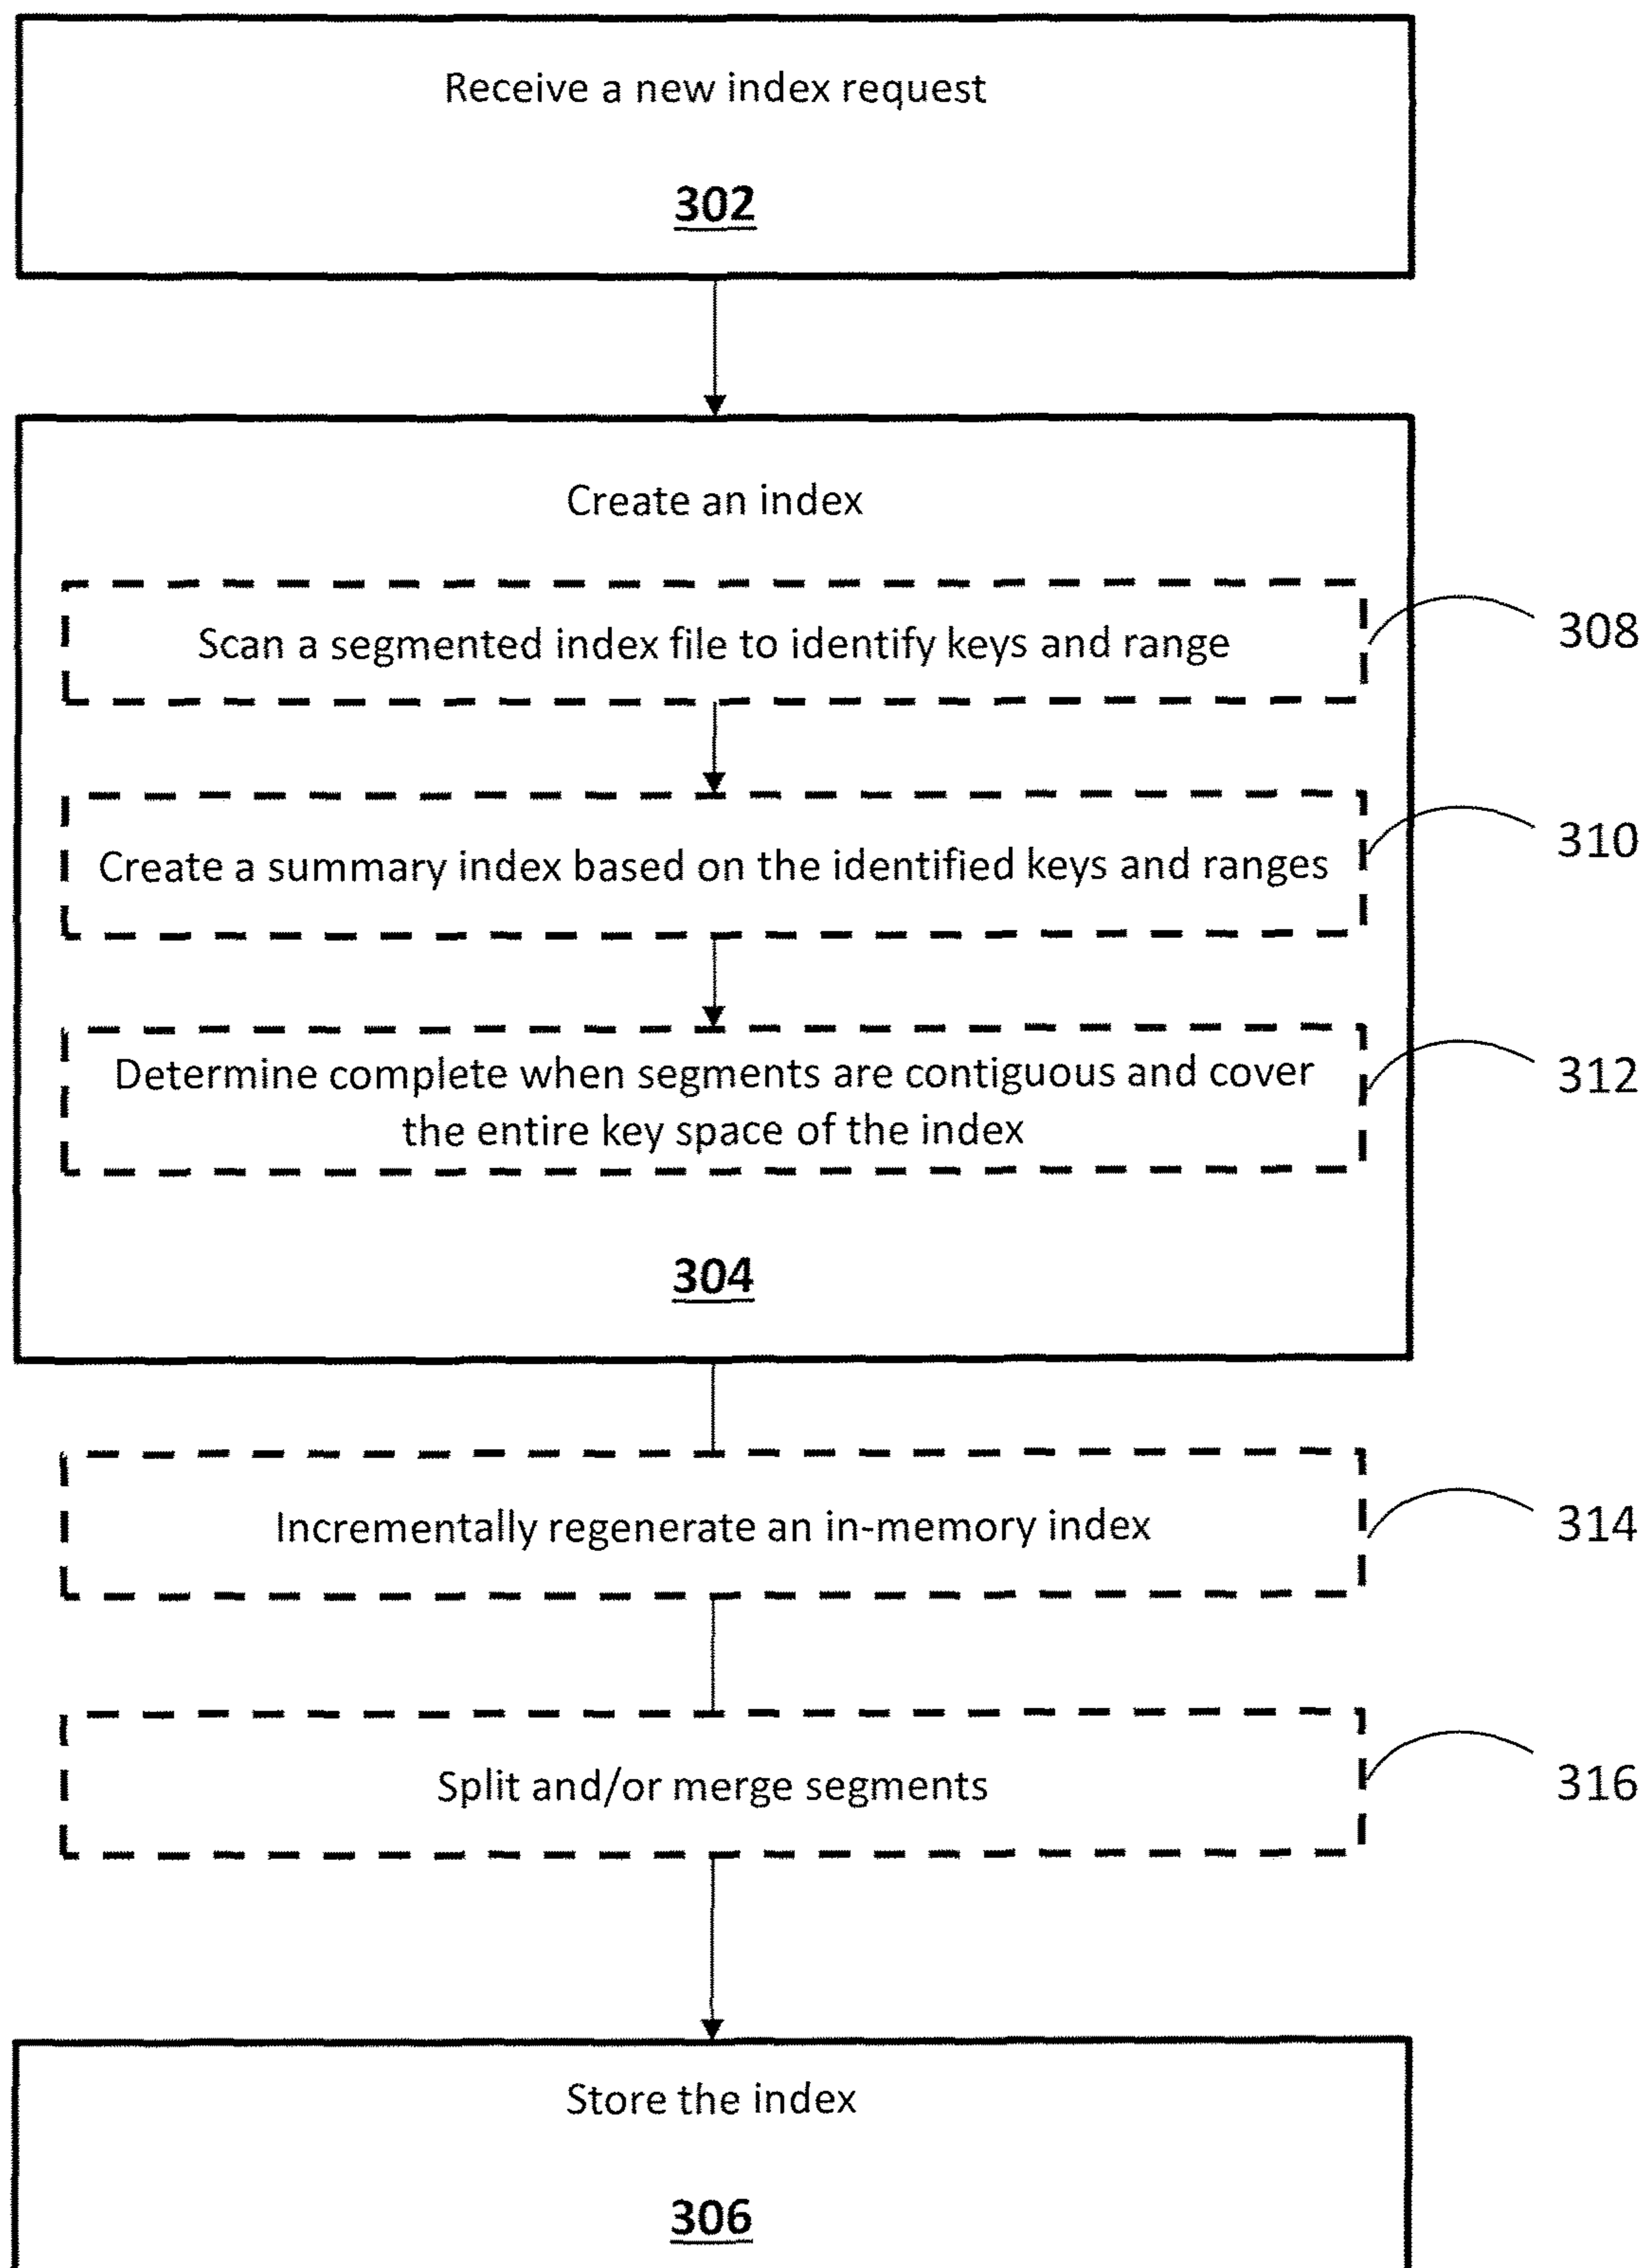 Receive a new index request
302
Create an index
Scan a segmented index file to identify keys and range
308
Create a summary index based on the identified keys and ranges
310
Determine complete when segments are contiguous and cover
the entire key space of the index
312
304
Incrementally regenerate an in-memory index
314
Split and/or merge segments
316
Store the index
306